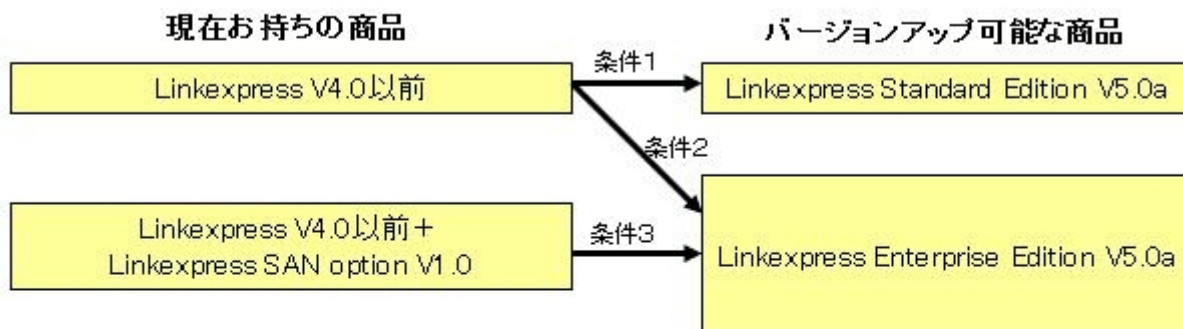 現在お持ちの商品
バージョンアップ可能な商品
Linkexpress V4.0以前
条件1
Linkexpress Standard Edition V5.0a
条件2
Linkexpress V4.0以前+
Linkexpress SAN option V1.0
条件3
Linkexpress Enterprise Edition V5.0a